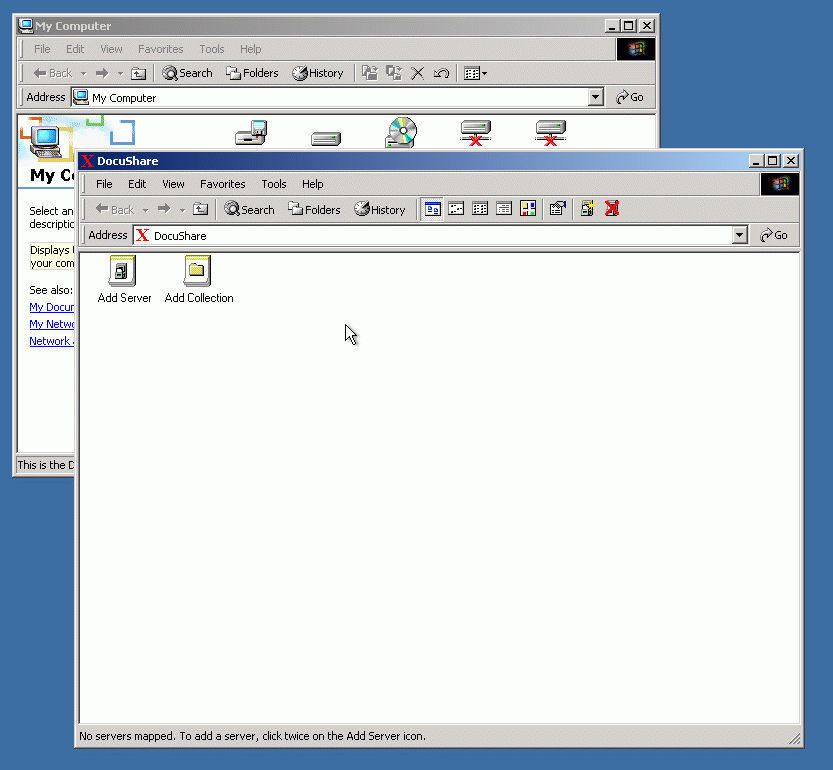 My Computer
File Edit View Favorites Tools Help
Back Search Folders History
Address My Computer Go
My
Select an
Displays
your com
See also:
My
My
Network
This is the
DocuShare
File Edit View Favorites Tools Help
Back Search Folders History
Address X DocuShare Go
Add Server Add Collection
No servers mapped. To add a server, click twice on the Add Server icon.